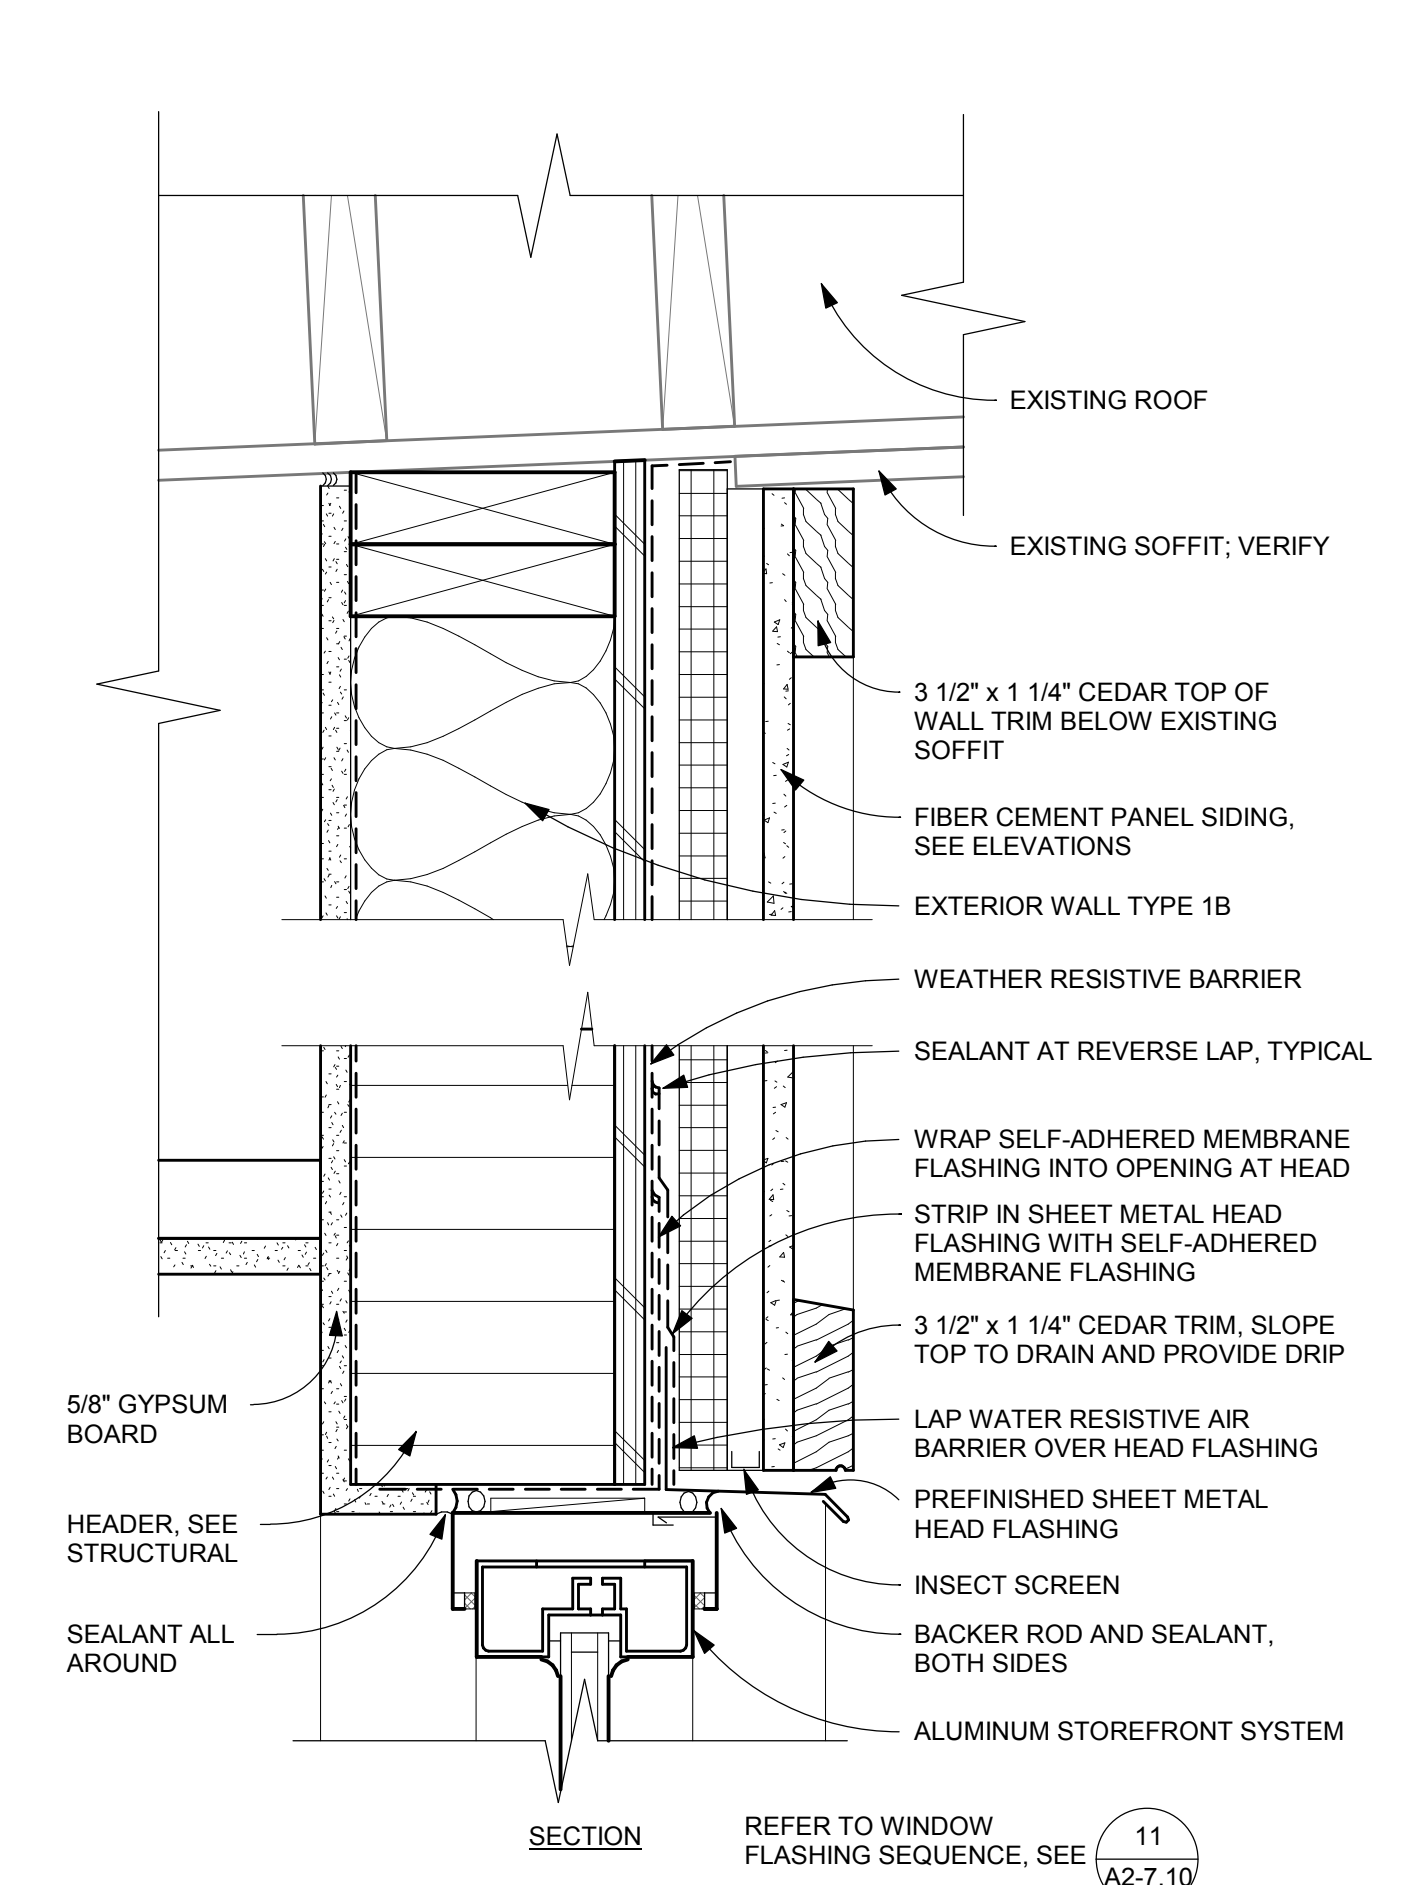 EXISTING ROOF
EXISTING SOFFIT; VERIFY
3 1/2" x 1 1/4" CEDAR TOP OF
WALL TRIM BELOW EXISTING
SOFFIT
FIBER CEMENT PANEL SIDING,
SEE ELEVATIONS
EXTERIOR WALL TYPE 1B
WEATHER RESISTIVE BARRIER
SEALANT AT REVERSE LAP, TYPICAL
WRAP SELF-ADHERED MEMBRANE
FLASHING INTO OPENING AT HEAD
STRIP IN SHEET METAL HEAD
FLASHING WITH SELF-ADHERED
MEMBRANE FLASHING
3 1/2" x 1 1/4" CEDAR TRIM, SLOPE
TOP TO DRAIN AND PROVIDE DRIP
LAP WATER RESISTIVE AIR
BARRIER OVER HEAD FLASHING
PREFINISHED SHEET METAL
HEAD FLASHING
INSECT SCREEN
BACKER ROD AND SEALANT,
BOTH SIDES
ALUMINUM STOREFRONT SYSTEM
5/8" GYPSUM
BOARD
HEADER, SEE
STRUCTURAL
SEALANT ALL
AROUND
SECTION
REFER TO WINDOW
FLASHING SEQUENCE, SEE
11
A2-7.10